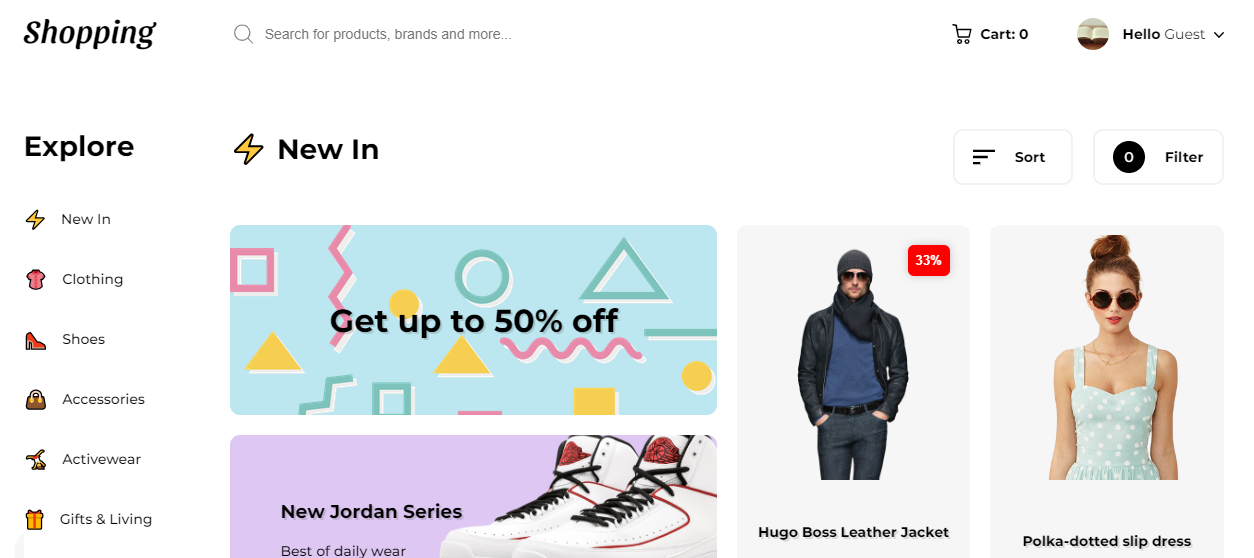 Shopping
Search for products, brands and more...
Cart: 0
Hello Guest
Explore
New In
Clothing
Shoes
Accessories
Activewear
Gifts & Living
New In
Sort
0 Filter
Get up to 50% off
New Jordan Series
Best of daily wear
33%
Hugo Boss Leather Jacket
Polka-dotted slip dress